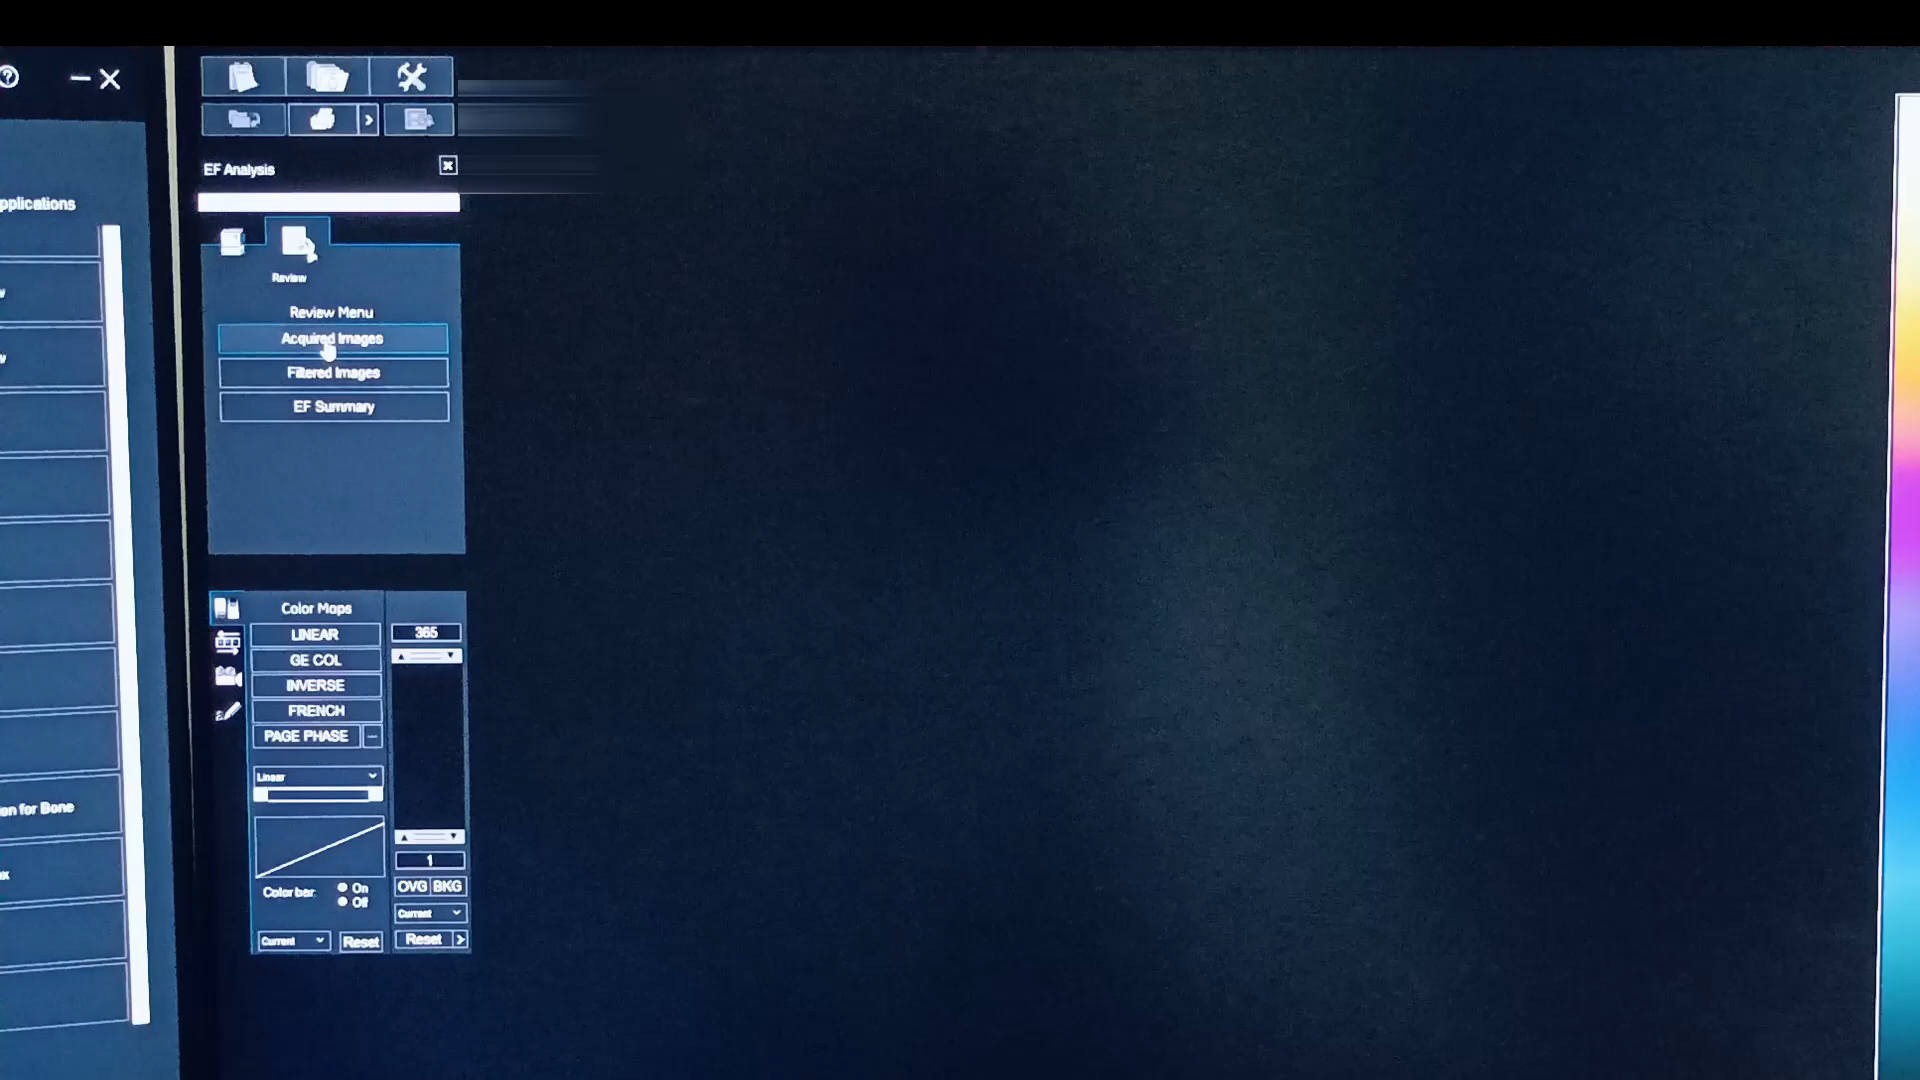 ?
pplications
on for Bone
EF Analysis
Review
Review Menu
Acquired Images
Filtered Images
EF Summary
Color Maps
LINEAR
365
GE COL
INVERSE
FRENCH
PAGE PHASE
Linear
1
Color bar:
On
Off
OVG BKG
Current
Current
Reset
Reset